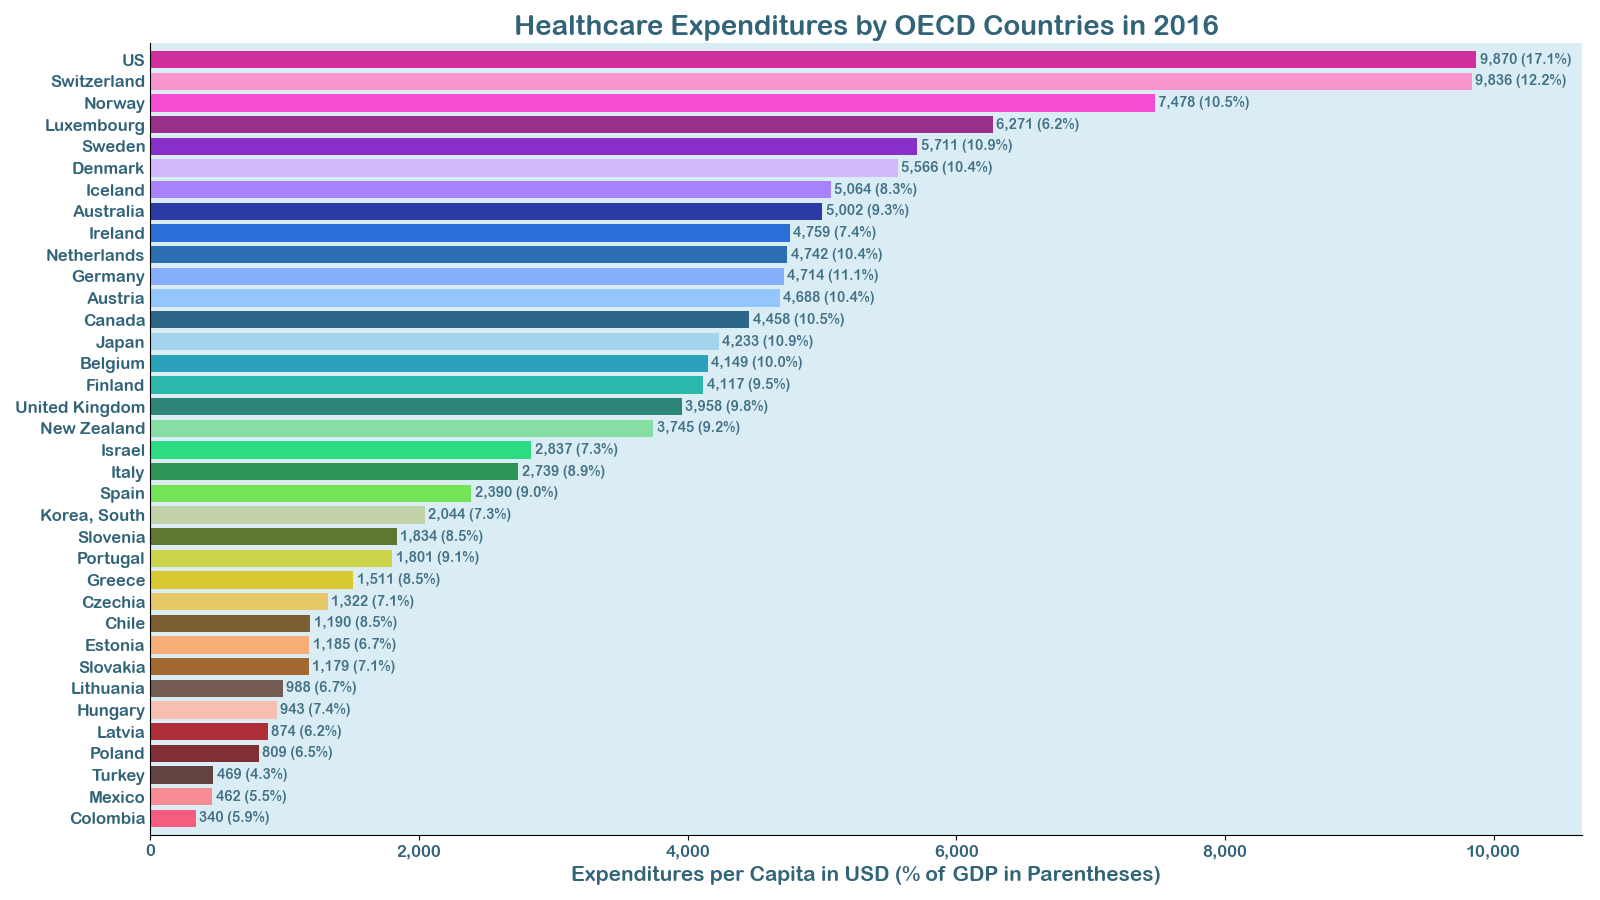 Healthcare Expenditures by OECD Countries in 2016
US 9,870 (17.1%)
Switzerland 9,836 (12.2%)
Norway 7,478 (10.5%)
Luxembourg 6,271 (6.2%)
Sweden 5,711 (10.9%)
Denmark 5,566 (10.4%)
Iceland 5,064 (8.3%)
Australia 5,002 (9.3%)
Ireland 4,759 (7.4%)
Netherlands 4,742 (10.4%)
Germany 4,714 (11.1%)
Austria 4,688 (10.4%)
Canada 4,458 (10.5%)
Japan 4,233 (10.9%)
Belgium 4,149 (10.0%)
Finland 4,117 (9.5%)
United Kingdom 3,958 (9.8%)
New Zealand 3,745 (9.2%)
Israel 2,837 (7.3%)
Italy 2,739 (8.9%)
Spain 2,390 (9.0%)
Korea, South 2,044 (7.3%)
Slovenia 1,834 (8.5%)
Portugal 1,801 (9.1%)
Greece 1,511 (8.5%)
Czechia 1,322 (7.1%)
Chile 1,190 (8.5%)
Estonia 1,185 (6.7%)
Slovakia 1,179 (7.1%)
Lithuania 988 (6.7%)
Hungary 943 (7.4%)
Latvia 874 (6.2%)
Poland 809 (6.5%)
Turkey 469 (4.3%)
Mexico 462 (5.5%)
Colombia 340 (5.9%)
0 2,000 4,000 6,000 8,000 10,000
Expenditures per Capita in USD (% of GDP in Parentheses)